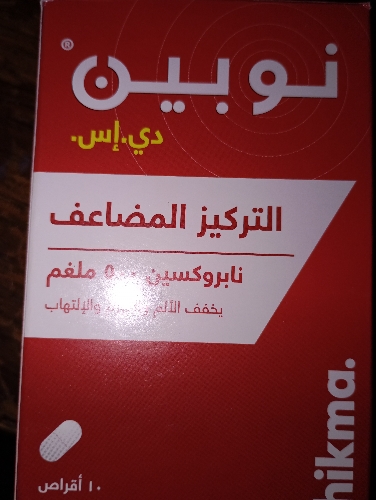 نوبين®
دي.إس.
التركيز المضاعف
نابروكسين ملغم
يخفف الألم والإلتهاب
hikma.
١٠ أقراص